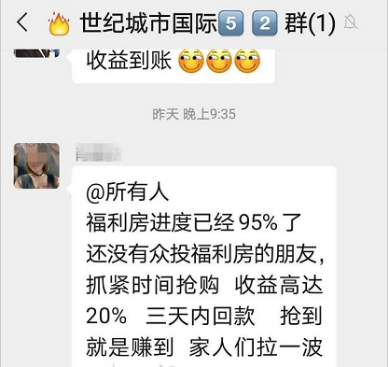 世纪城市国际52群(1)
收益到账
昨天 晚上9:35
@所有人
福利房进度已经95%了
还没有众投福利房的朋友,
抓紧时间抢购 收益高达
20% 三天内回款 抢到
就是赚到 家人们拉一波